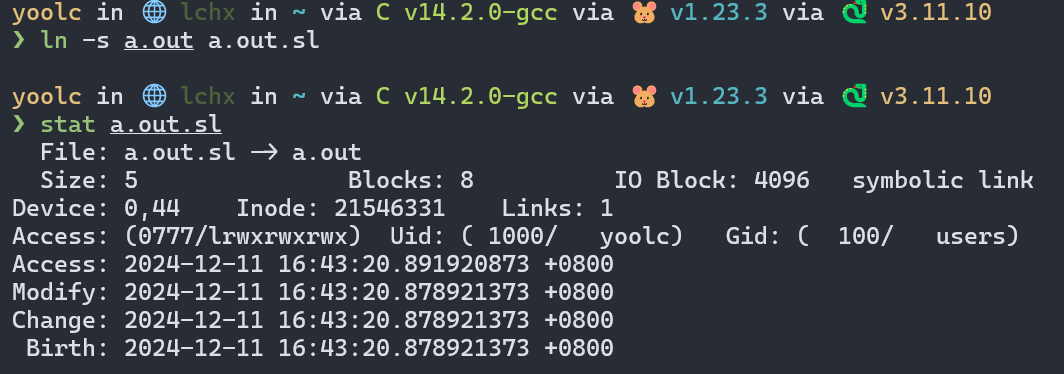 yoolc in 🌐 lchx in ~ via C v14.2.0-gcc via 🐹 v1.23.3 via 🐍 v3.11.10
❯ ln -s a.out a.out.sl
yoolc in 🌐 lchx in ~ via C v14.2.0-gcc via 🐹 v1.23.3 via 🐍 v3.11.10
❯ stat a.out.sl
  File: a.out.sl -> a.out
  Size: 5               Blocks: 8          IO Block: 4096   symbolic link
Device: 0,44    Inode: 21546331    Links: 1
Access: (0777/lrwxrwxrwx)  Uid: ( 1000/   yoolc)   Gid: (  100/   users)
Access: 2024-12-11 16:43:20.891920873 +0800
Modify: 2024-12-11 16:43:20.878921373 +0800
Change: 2024-12-11 16:43:20.878921373 +0800
 Birth: 2024-12-11 16:43:20.878921373 +0800